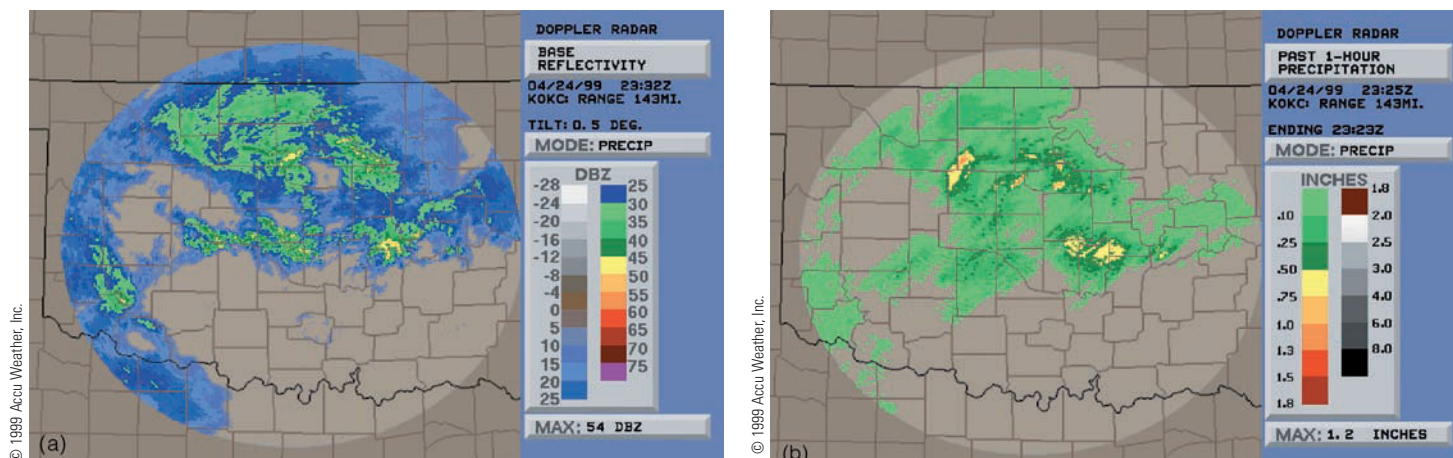 © 1999 Accu Weather, Inc.
DOPPLER RADAR
BASE
REFLECTIVITY
04/24/99 23:32Z
KOKC: RANGE 143MI.
TILT: 0.5 DEG.
MODE: PRECIP
DBZ
-28 25
-24 30
-20 35
-16 40
-12 45
-8 50
-4 55
0 60
5 65
10 70
15 75
20
25
MAX: 54 DBZ
(a)
© 1999 Accu Weather, Inc.
DOPPLER RADAR
PAST 1-HOUR
PRECIPITATION
04/24/99 23:25Z
KOKC: RANGE 143MI.
ENDING 23:23Z
MODE: PRECIP
INCHES
1.8
.10 2.0
.25 2.5
.50 3.0
.75 4.0
1.0 6.0
1.3 8.0
1.5
1.8
MAX: 1.2 INCHES
(b)